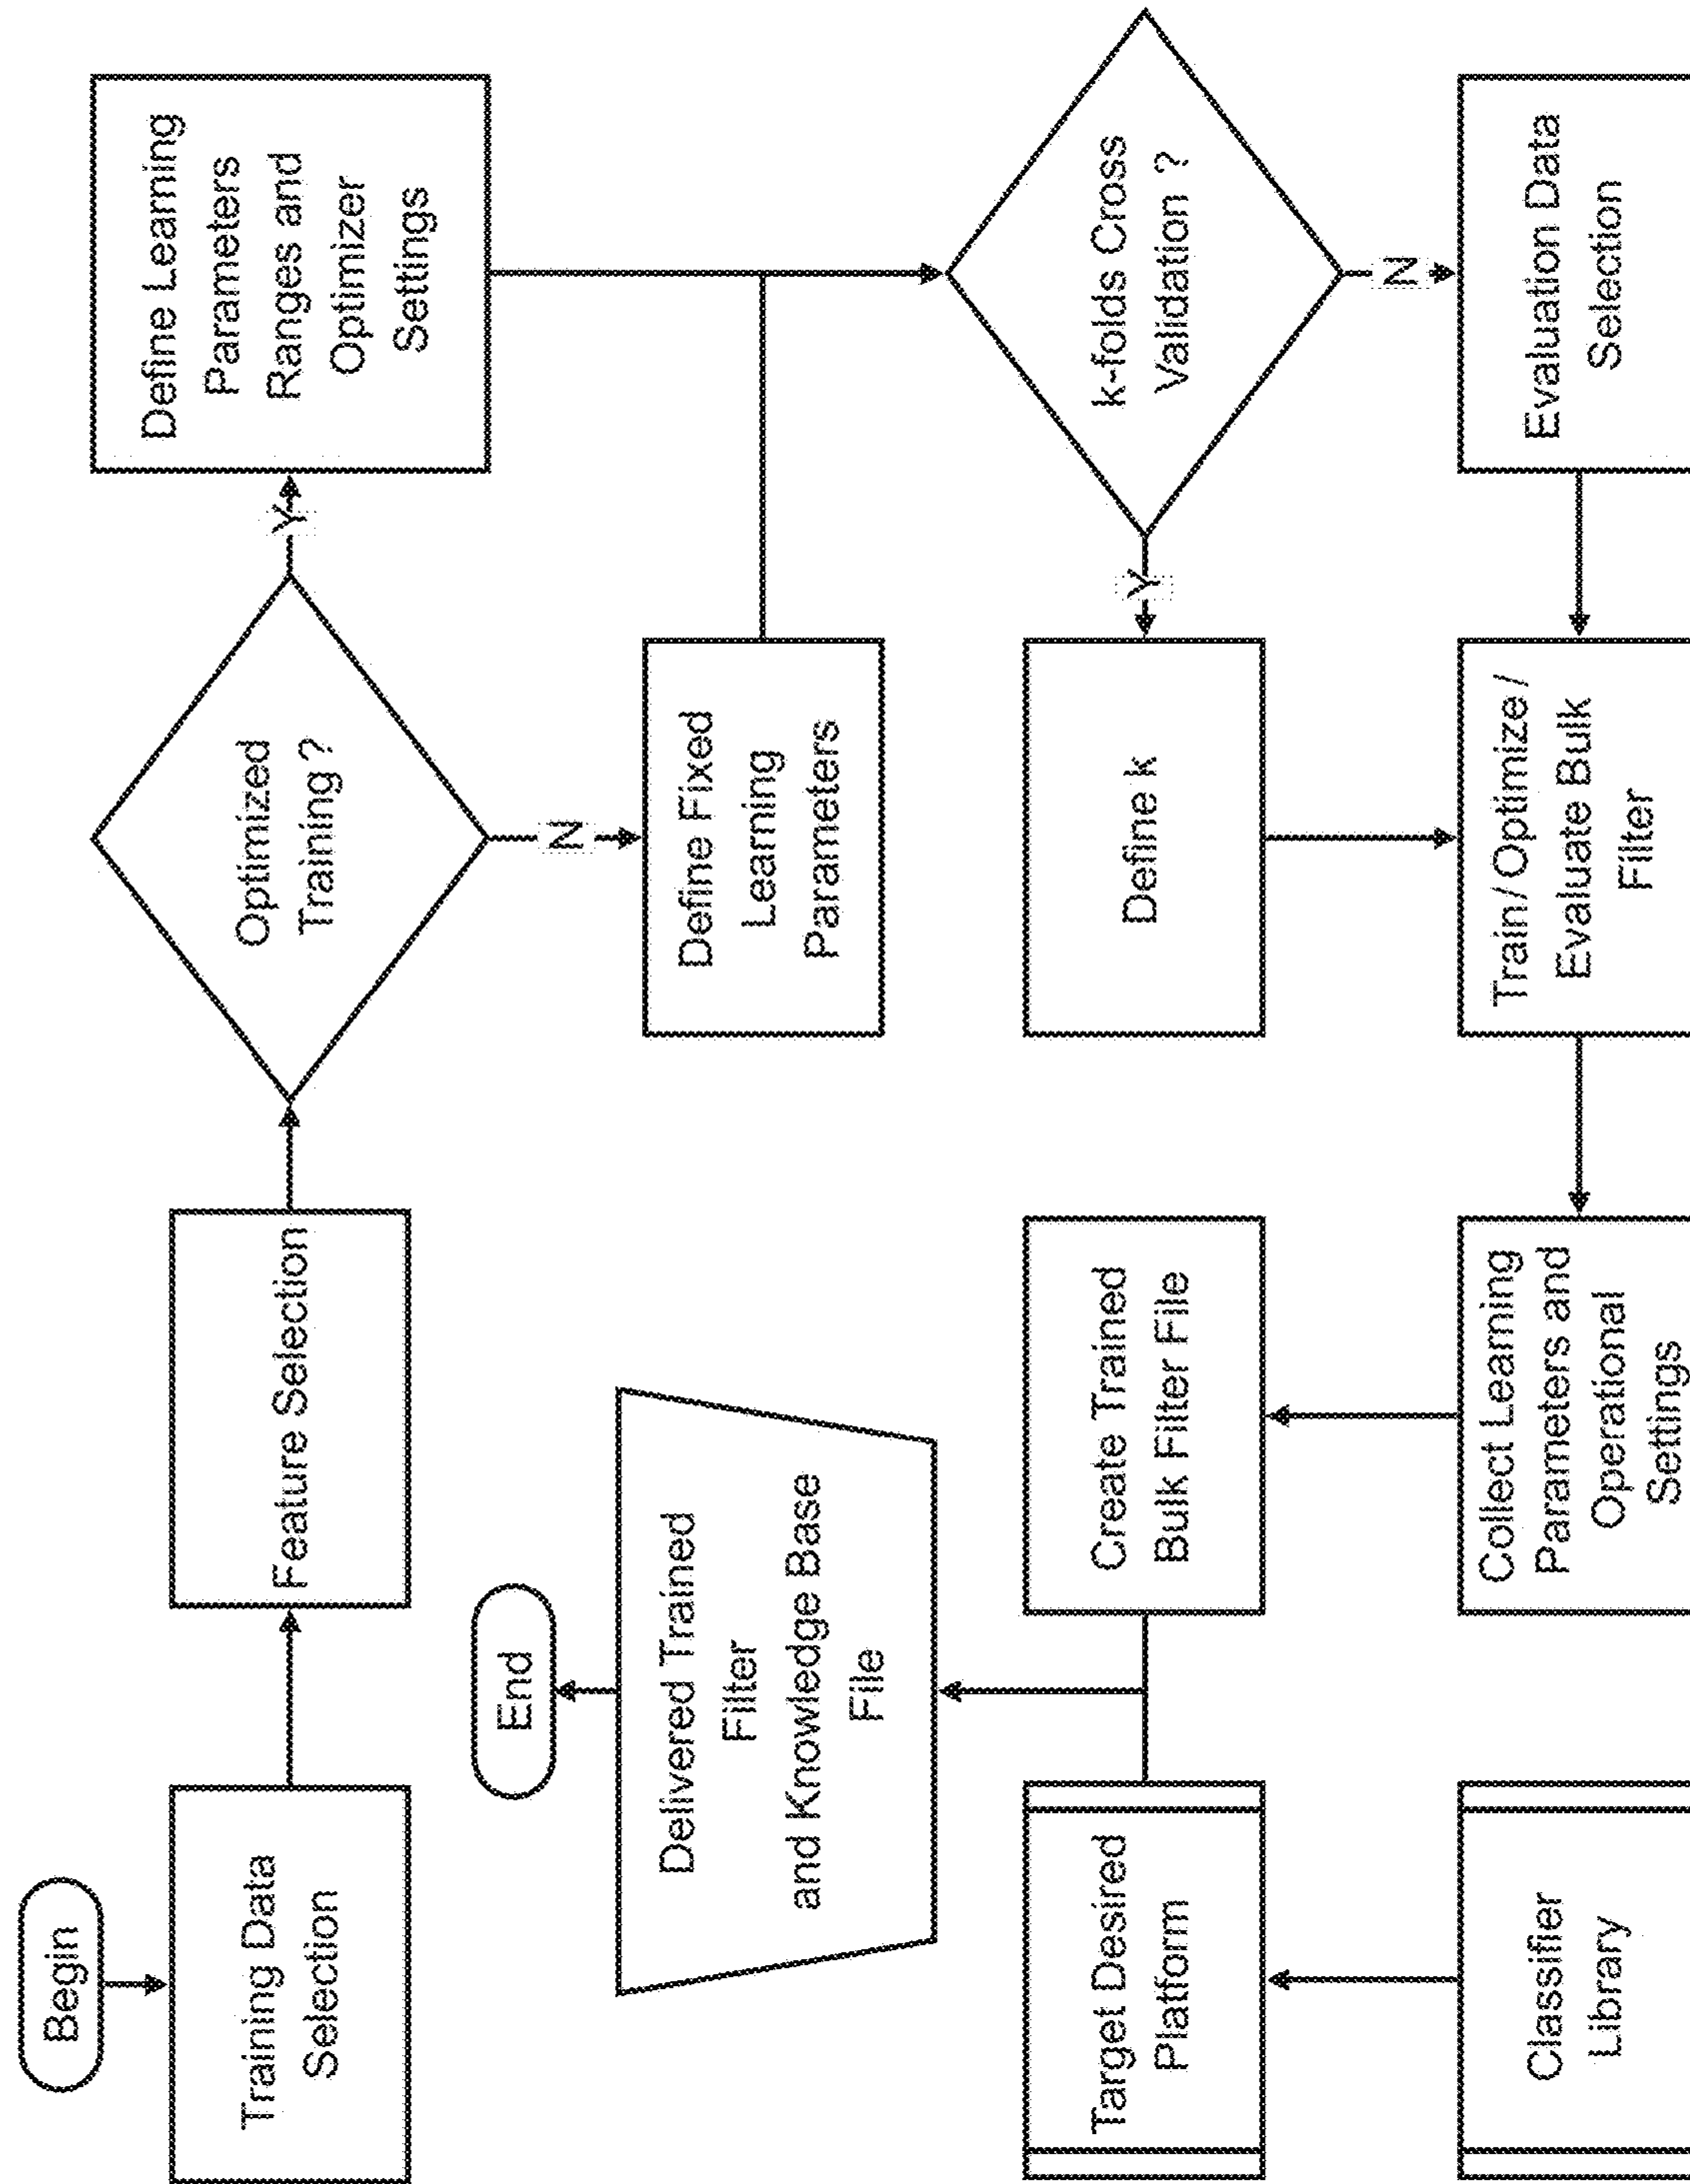 Begin
Training Data
Selection
Feature Selection
Optimized
Training ?
Y
N
Define Learning
Parameters
Ranges and
Optimizer
Settings
Define Fixed
Learning
Parameters
k-folds Cross
Validation ?
Y
N
Define k
Evaluation Data
Selection
Train / Optimize /
Evaluate Bulk
Filter
Collect Learning
Parameters and
Operational
Settings
Create Trained
Bulk Filter File
Classifier
Library
Target Desired
Platform
Delivered Trained
Filter
and Knowledge Base
File
End